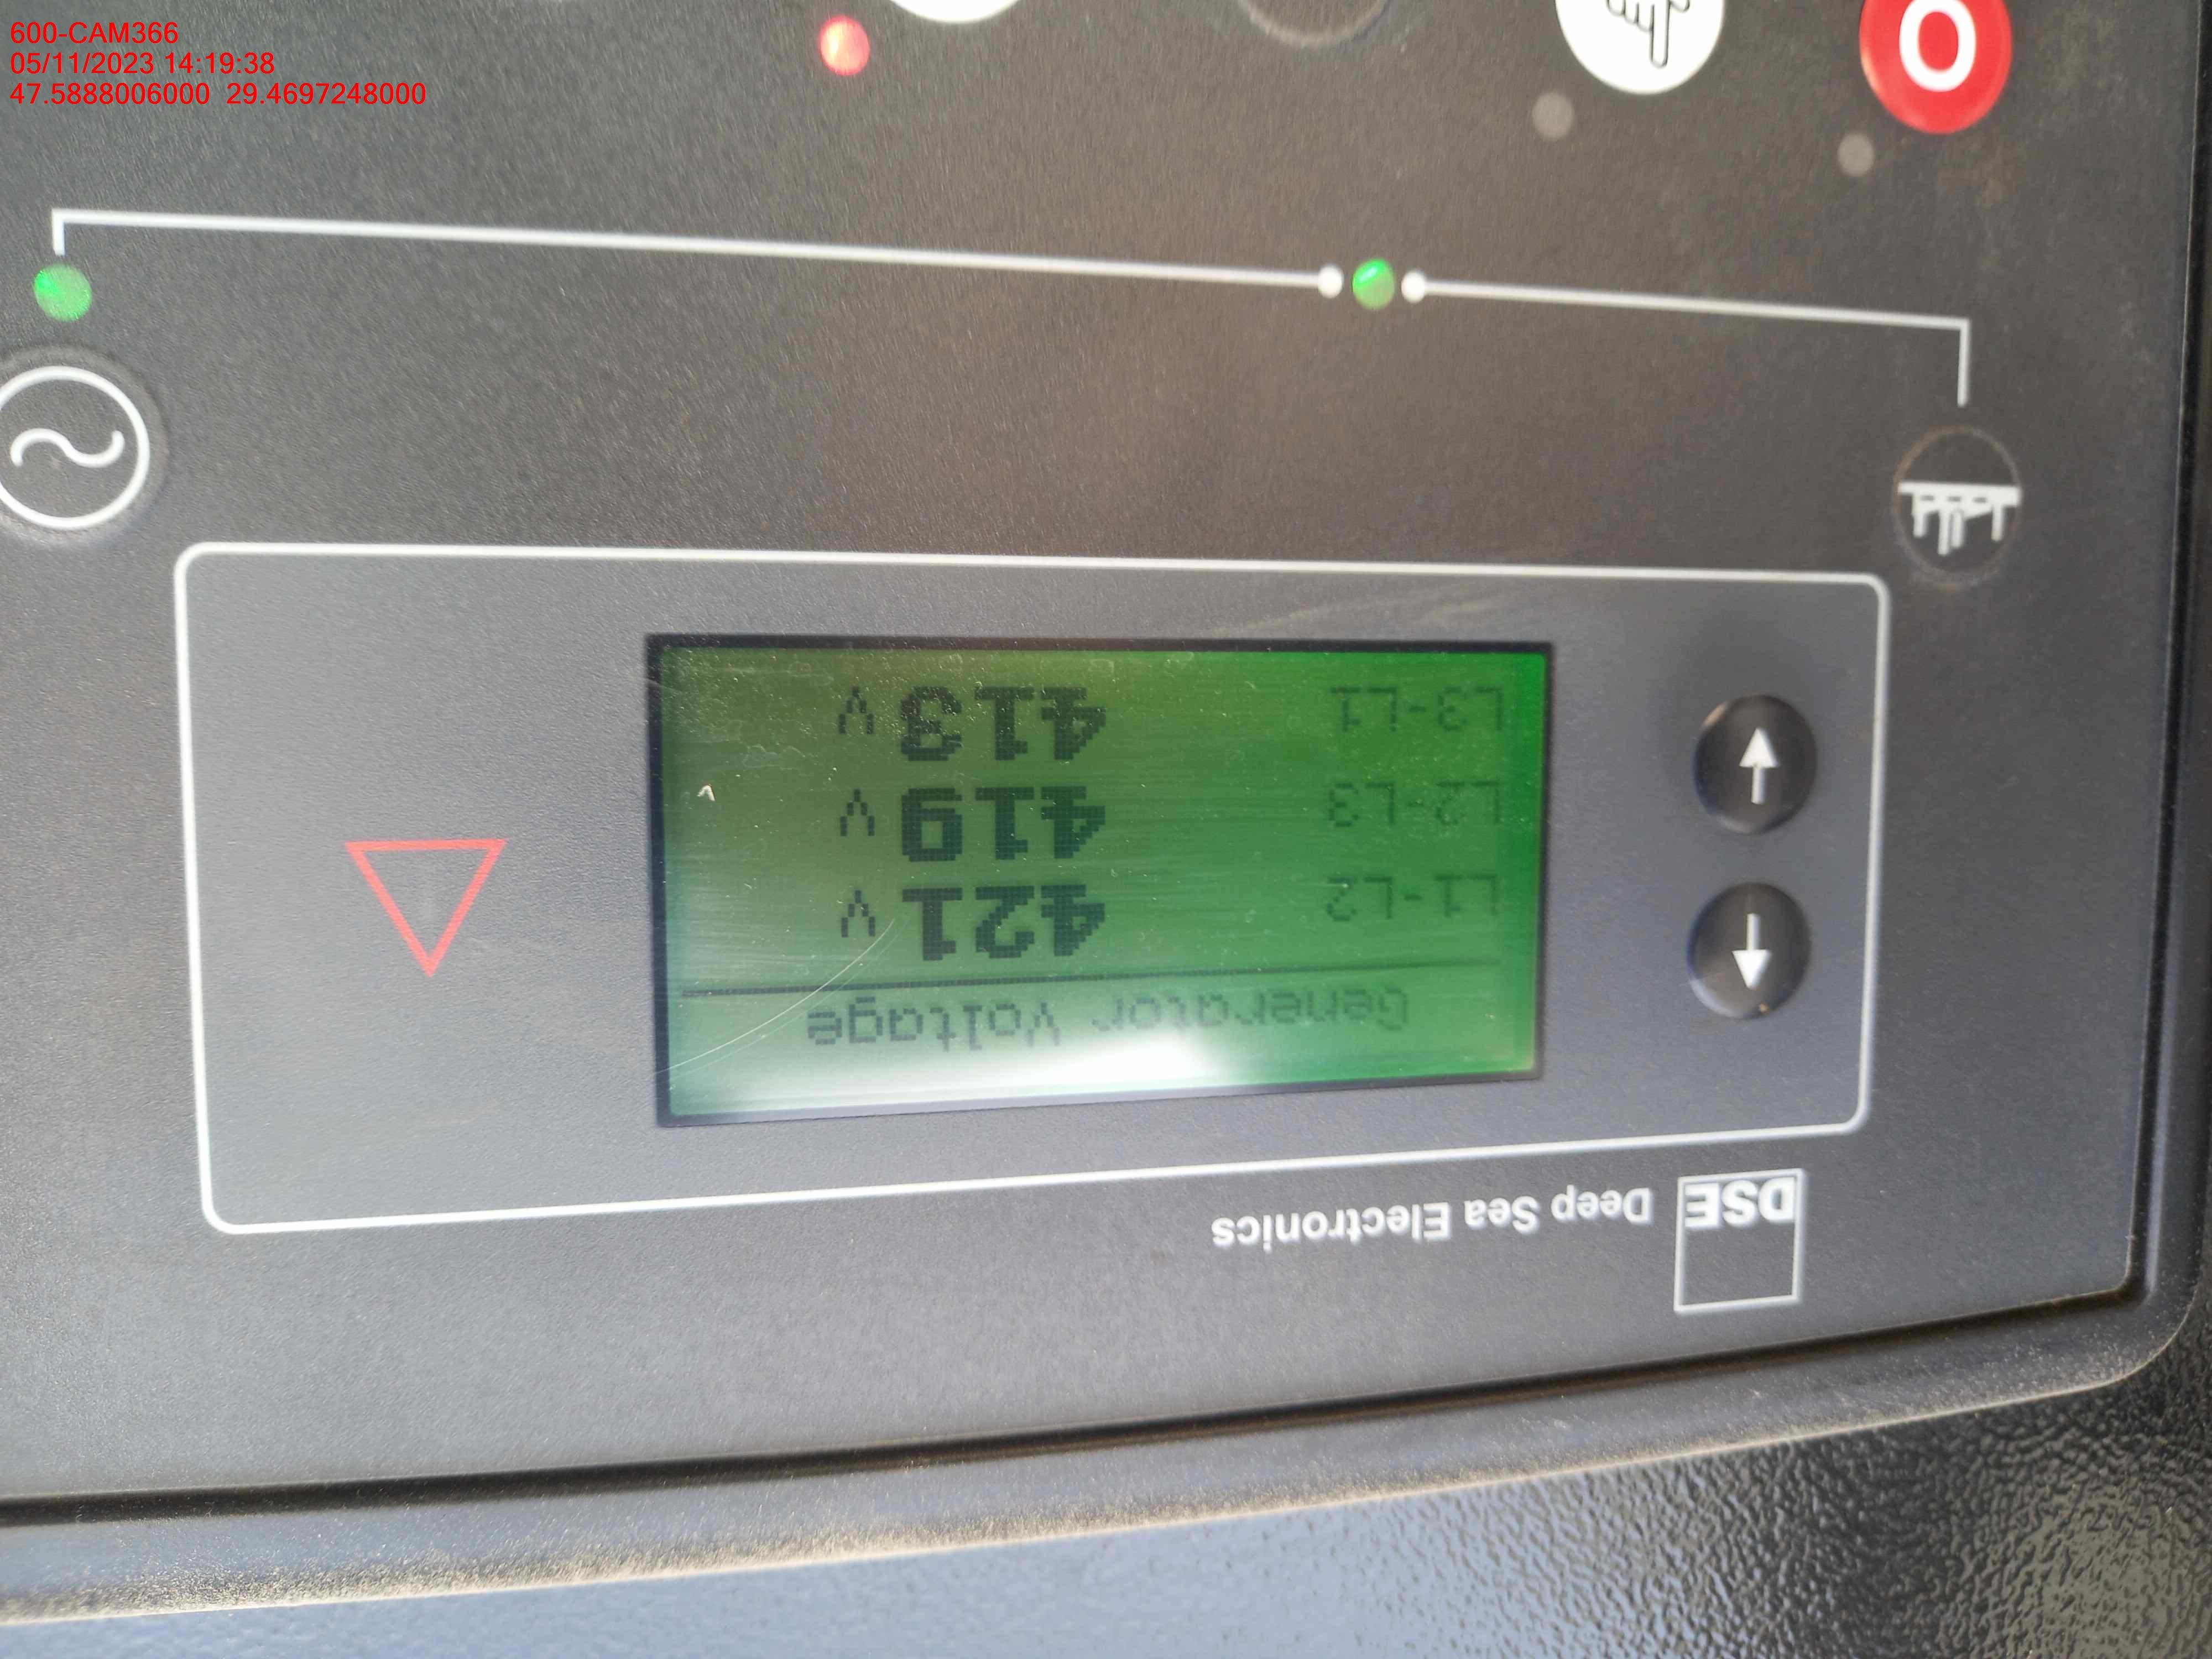 600-CAM366
05/11/2023 14:19:38
47.5888006000 29.4697248000
DSE Deep Sea Electronics
Generator Voltage
L1-L2 421 V
L2-L3 419 V
L3-L1 413 V
O